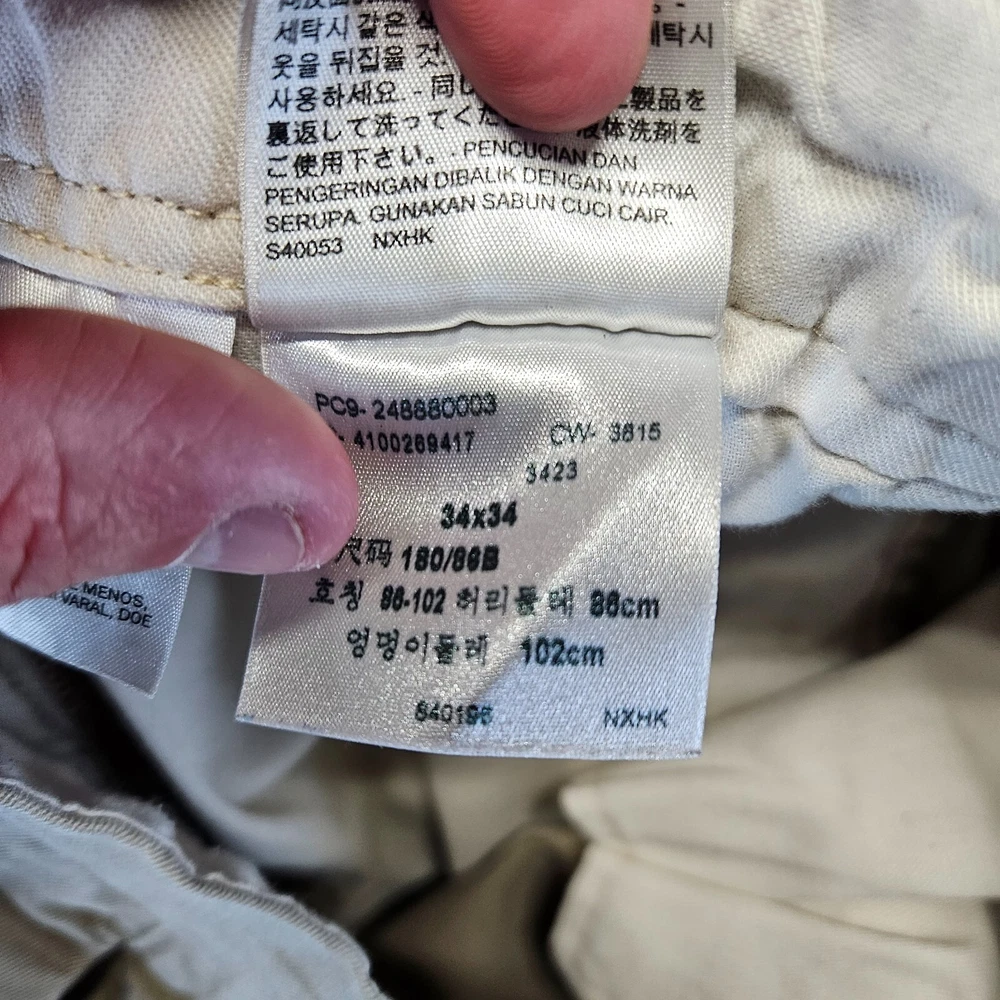 세탁시 같은 세탁시
옷을 뒤집을 것.
사용하세요. - 同じ 製品を
裏返して洗ってくだ 液体洗剤を
ご使用下さい。 - PENCUCIAN DAN
PENGERINGAN DIBALIK DENGAN WARNA
SERUPA. GUNAKAN SABUN CUCI CAIR.
S40053 NXHK
PC9- 248680003
4100269417 CW- 3615
3423
34x34
尺码 180/86B
호칭 86-102 허리둘레 86cm
엉덩이둘레 102cm
S40196 NXHK
MENOS,
VARAL, DOE